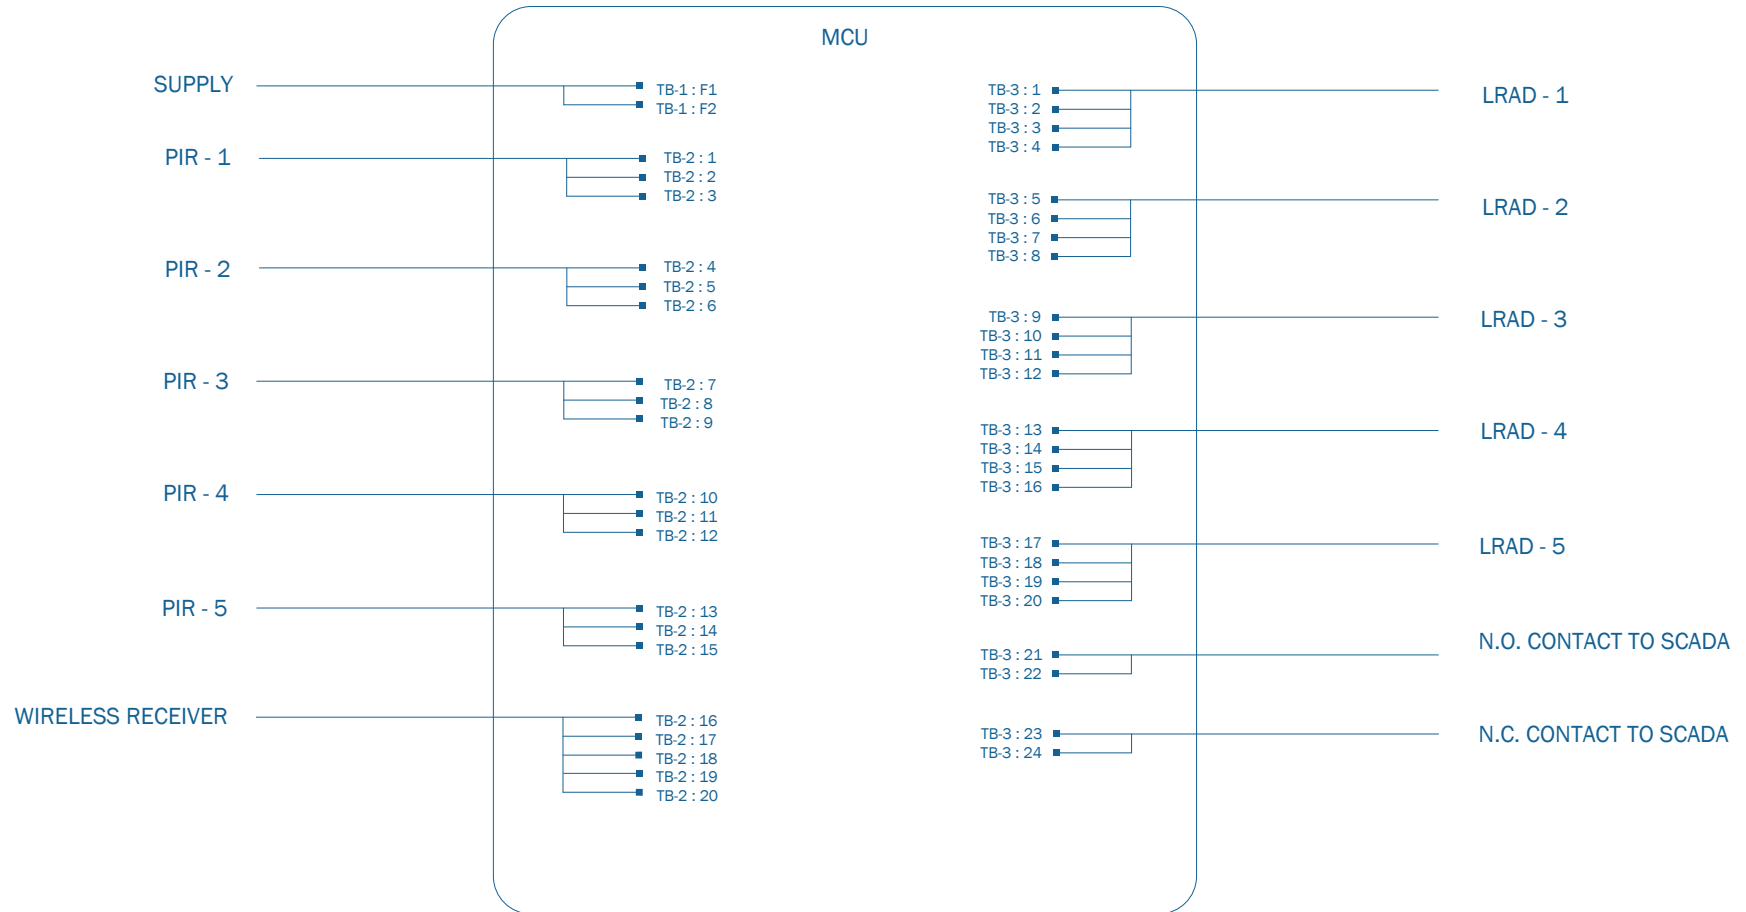 MCU
SUPPLY
TB-1 : F1
TB-1 : F2
PIR - 1
TB-2 : 1
TB-2 : 2
TB-2 : 3
PIR - 2
TB-2 : 4
TB-2 : 5
TB-2 : 6
PIR - 3
TB-2 : 7
TB-2 : 8
TB-2 : 9
PIR - 4
TB-2 : 10
TB-2 : 11
TB-2 : 12
PIR - 5
TB-2 : 13
TB-2 : 14
TB-2 : 15
WIRELESS RECEIVER
TB-2 : 16
TB-2 : 17
TB-2 : 18
TB-2 : 19
TB-2 : 20
TB-3 : 1
TB-3 : 2
TB-3 : 3
TB-3 : 4
LRAD - 1
TB-3 : 5
TB-3 : 6
TB-3 : 7
TB-3 : 8
LRAD - 2
TB-3 : 9
TB-3 : 10
TB-3 : 11
TB-3 : 12
LRAD - 3
TB-3 : 13
TB-3 : 14
TB-3 : 15
TB-3 : 16
LRAD - 4
TB-3 : 17
TB-3 : 18
TB-3 : 19
TB-3 : 20
LRAD - 5
TB-3 : 21
TB-3 : 22
N.O. CONTACT TO SCADA
TB-3 : 23
TB-3 : 24
N.C. CONTACT TO SCADA